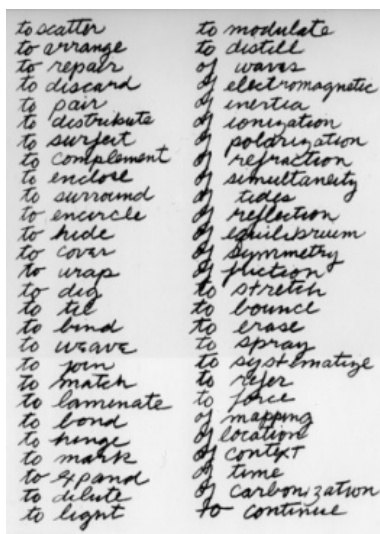 to scatter
to arrange
to repair
to discard
to pair
to distribute
to surfeit
to complement
to enclose
to surround
to encircle
to hide
to cover
to wrap
to dig
to tie
to bind
to weave
to join
to match
to laminate
to bond
to hinge
to mark
to expand
to dilute
to light
to modulate
to distill
of waves
of electromagnetic
of inertia
of ionization
of polarization
of refraction
of simultaneity
of tides
of reflection
of equilibrium
of symmetry
of friction
to stretch
to bounce
to erase
to spray
to systematize
to refer
to force
of mapping
of location
of context
of time
of carbonization
to continue